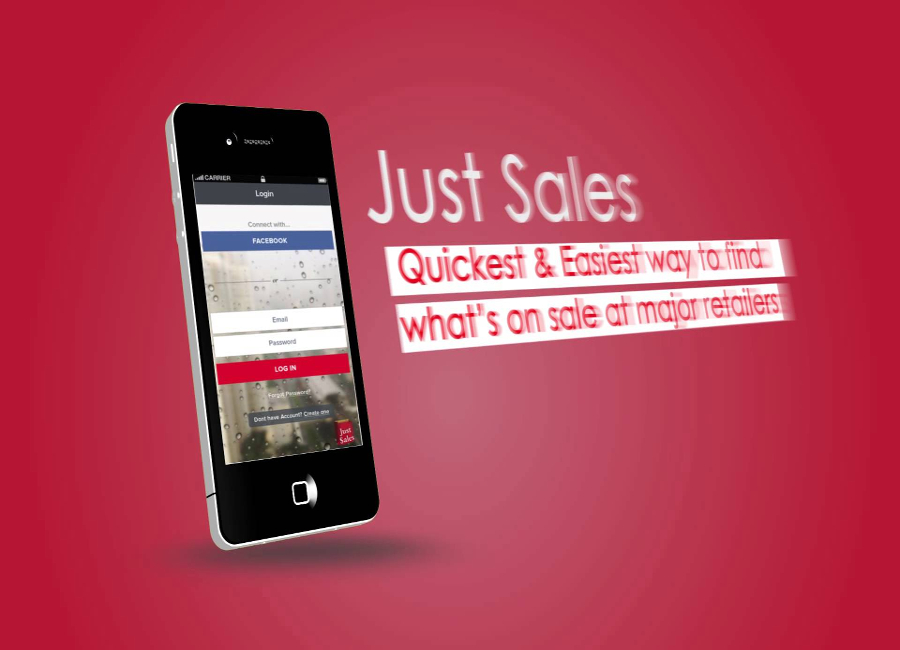 CARRIER
Login
Connect with...
FACEBOOK
or
Email
Password
LOG IN
Forgot Password?
Dont have Account? Create one
Just
Sales
Just Sales
Quickest & Easiest way to find
what's on sale at major retailers